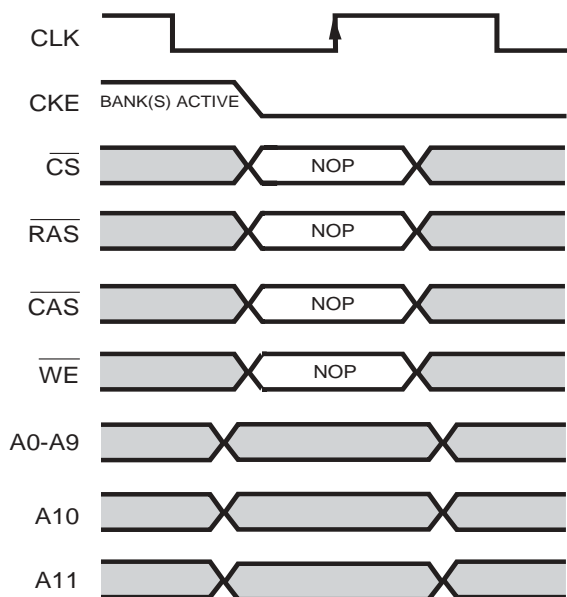 CLK
CKE BANK(S) ACTIVE
CS NOP
RAS NOP
CAS NOP
WE NOP
A0-A9
A10
A11